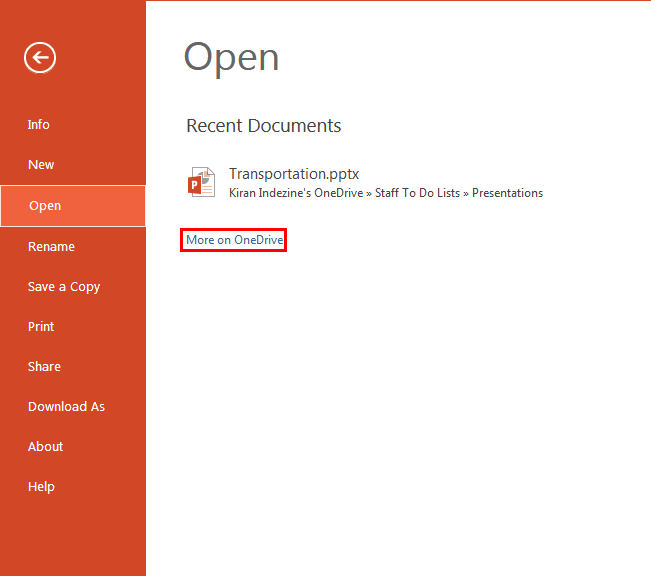 Open
Info
New
Open
Rename
Save a Copy
Print
Share
Download As
About
Help
Recent Documents
P
Transportation.pptx
Kiran Indezine's OneDrive » Staff To Do Lists » Presentations
More on OneDrive